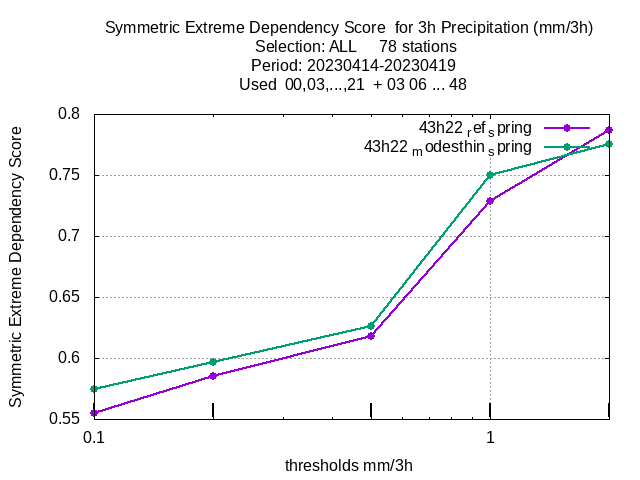 Symmetric Extreme Dependency Score  for 3h Precipitation (mm/3h)
Selection: ALL     78 stations
Period: 20230414-20230419
Used  00,03,...,21  + 03 06 ... 48
43h22 ref spring
43h22 modesthin spring
Symmetric Extreme Dependency Score
0.8
0.75
0.7
0.65
0.6
0.55
0.1
1
thresholds mm/3h